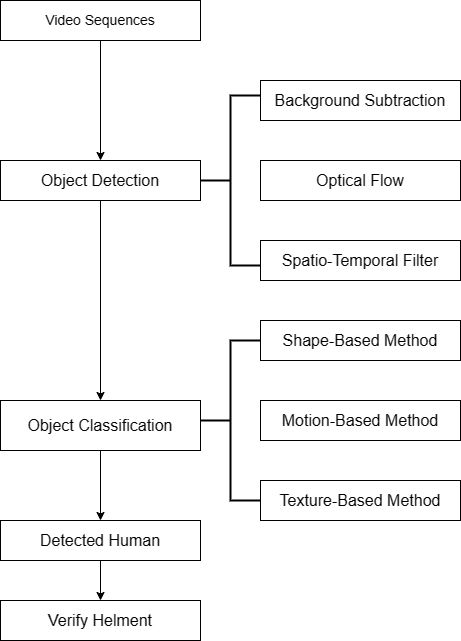 Video Sequences
Background Subtraction
Object Detection
Optical Flow
Spatio-Temporal Filter
Shape-Based Method
Object Classification
Motion-Based Method
Texture-Based Method
Detected Human
Verify Helment